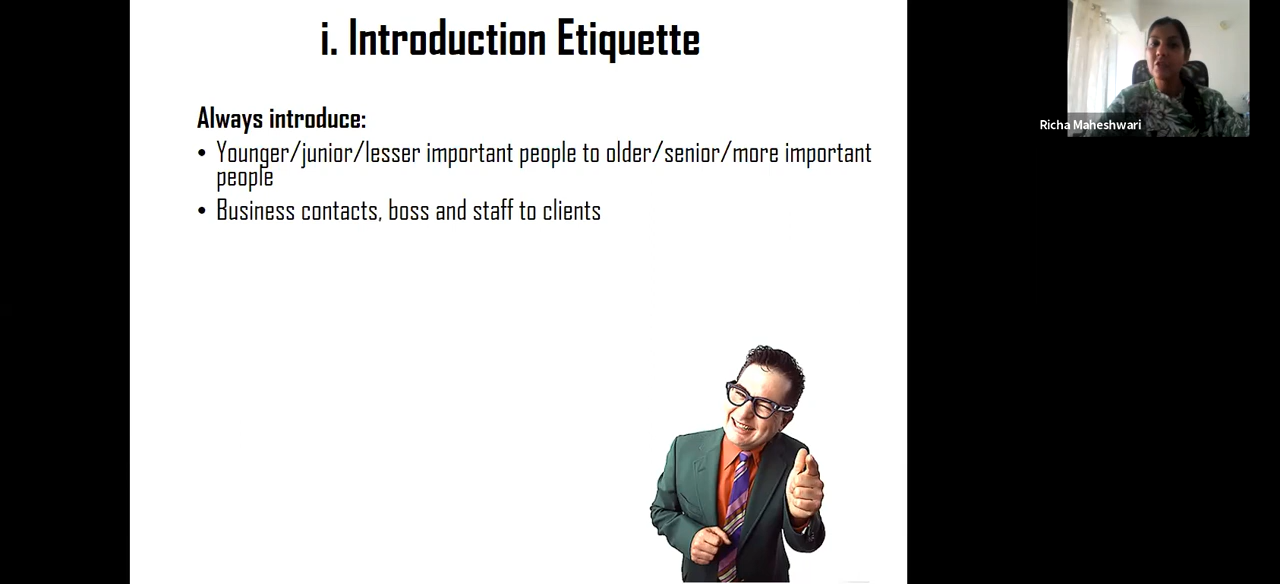 i. Introduction Etiquette
Always introduce:
• Younger/junior/lesser important people to older/senior/more important
people
• Business contacts, boss and staff to clients
Richa Maheshwari